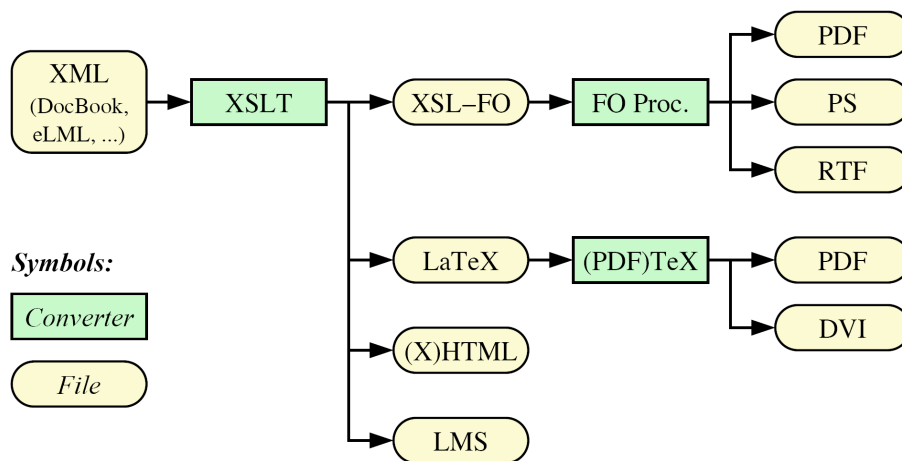 XML
(DocBook,
eLML, ...)
XSLT
XSL–FO
FO Proc.
PDF
PS
RTF
LaTeX
(PDF)TeX
PDF
DVI
(X)HTML
LMS
Symbols:
Converter
File